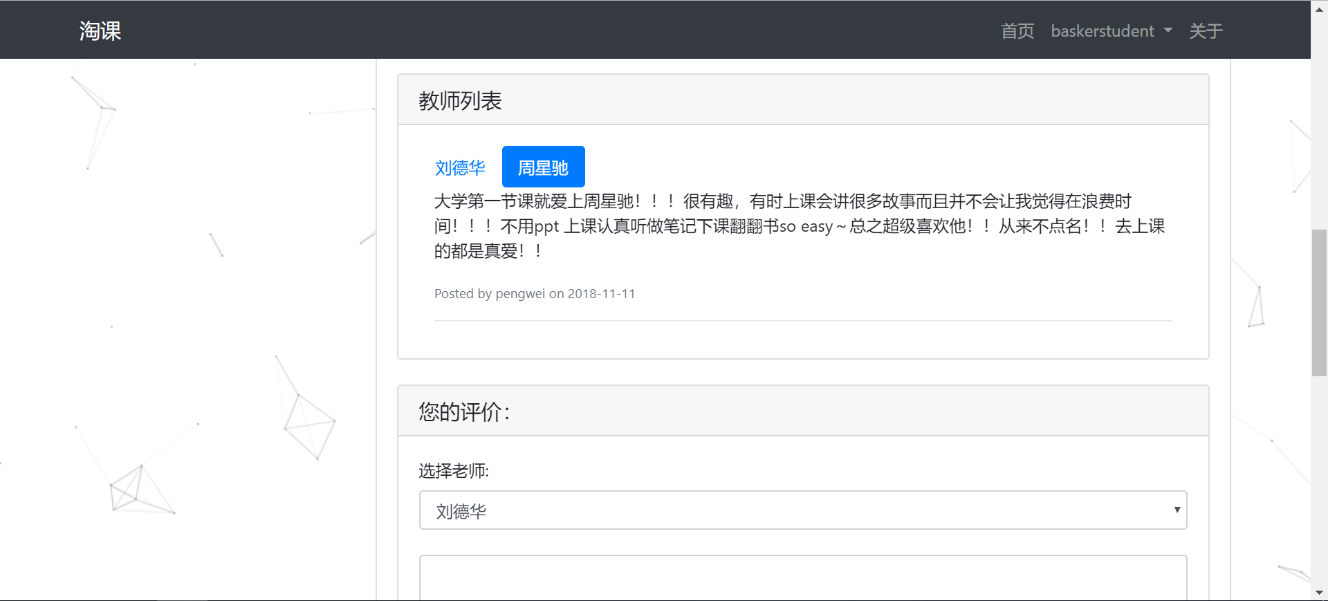 淘课
首页 baskerstudent 关于
教师列表
刘德华 周星驰
大学第一节课就爱上周星驰！！！很有趣，有时上课会讲很多故事而且并不会让我觉得在浪费时
间！！！不用ppt 上课认真听做笔记下课翻翻书so easy～总之超级喜欢他！！从来不点名！！去上课
的都是真爱！！
Posted by pengwei on 2018-11-11
您的评价：
选择老师:
刘德华